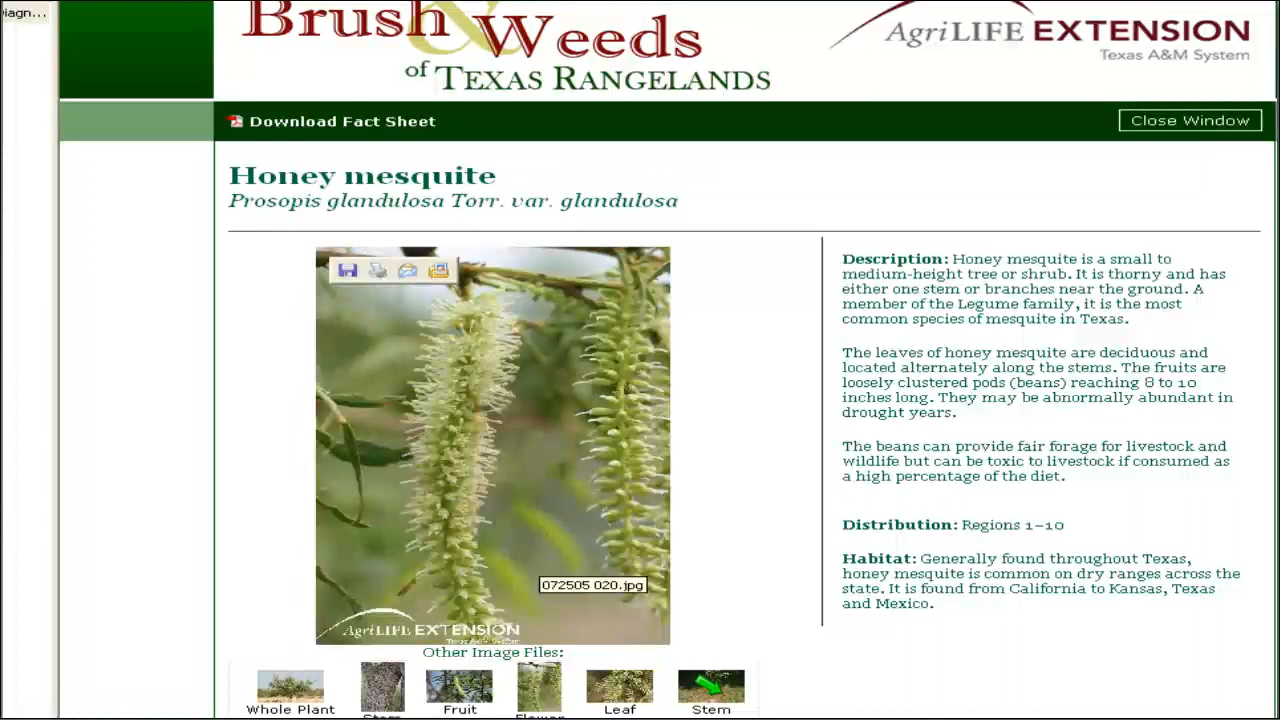 iagn...
Brush & Weeds
of TEXAS RANGELANDS
AgriLIFE EXTENSION
Texas A&M System
Download Fact Sheet
Close Window
Honey mesquite
Prosopis glandulosa Torr. var. glandulosa
Description: Honey mesquite is a small to
medium-height tree or shrub. It is thorny and has
either one stem or branches near the ground. A
member of the Legume family, it is the most
common species of mesquite in Texas.
The leaves of honey mesquite are deciduous and
located alternately along the stems. The fruits are
loosely clustered pods (beans) reaching 8 to 10
inches long. They may be abnormally abundant in
drought years.
The beans can provide fair forage for livestock and
wildlife but can be toxic to livestock if consumed as
a high percentage of the diet.
Distribution: Regions 1-10
Habitat: Generally found throughout Texas,
honey mesquite is common on dry ranges across the
state. It is found from California to Kansas, Texas
and Mexico.
072505 020.jpg
AgriLIFE EXTENSION
Texas A&M System
Other Image Files:
Whole Plant
Stem
Fruit
Flower
Leaf
Stem